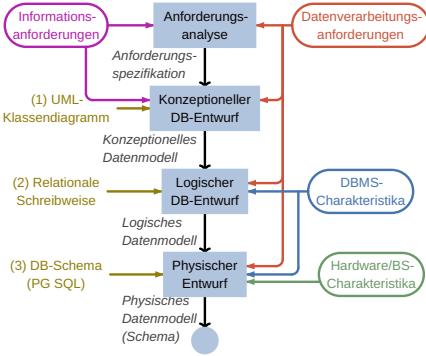 Informations-
anforderungen
Anforderungs-
analyse
Datenverarbeitungs-
anforderungen
Anforderungs-
spezifikation
(1) UML-
Klassendiagramm
Konzeptioneller
DB-Entwurf
Konzeptionelles
Datenmodell
(2) Relationale
Schreibweise
Logischer
DB-Entwurf
DBMS-
Charakteristika
Logisches
Datenmodell
(3) DB-Schema
(PG SQL)
Physischer
Entwurf
Hardware/BS-
Charakteristika
Physisches
Datenmodell
(Schema)